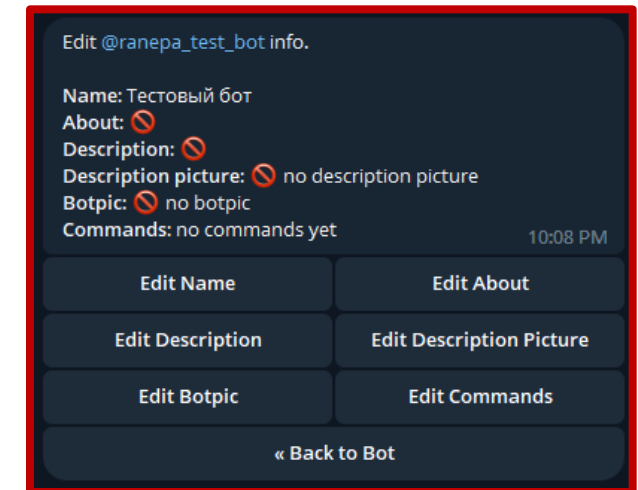 Edit @ranepa_test_bot info.
Name: Тестовый бот
About: 🚫
Description: 🚫
Description picture: 🚫 no description picture
Botpic: 🚫 no botpic
Commands: no commands yet
10:08 PM
Edit Name
Edit About
Edit Description
Edit Description Picture
Edit Botpic
Edit Commands
« Back to Bot